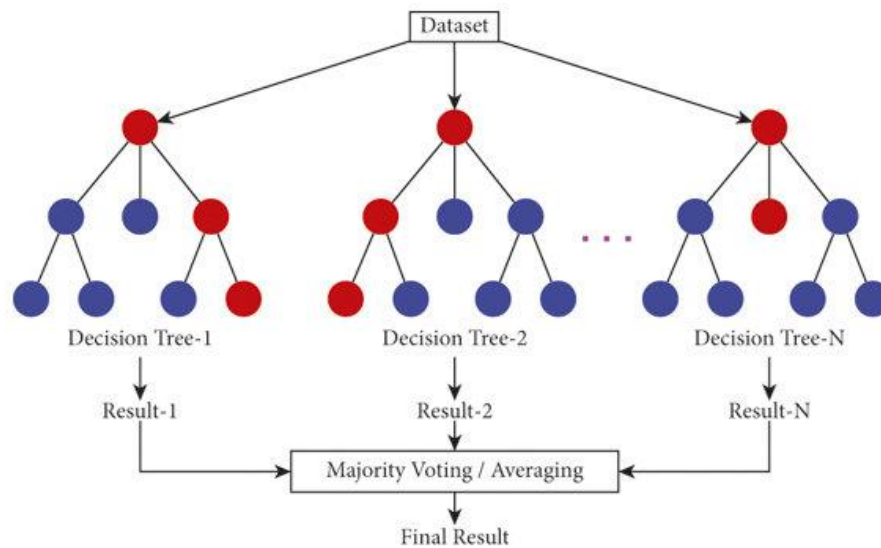 Dataset
. . .
Decision Tree-1
Decision Tree-2
Decision Tree-N
Result-1
Result-2
Result-N
Majority Voting / Averaging
Final Result